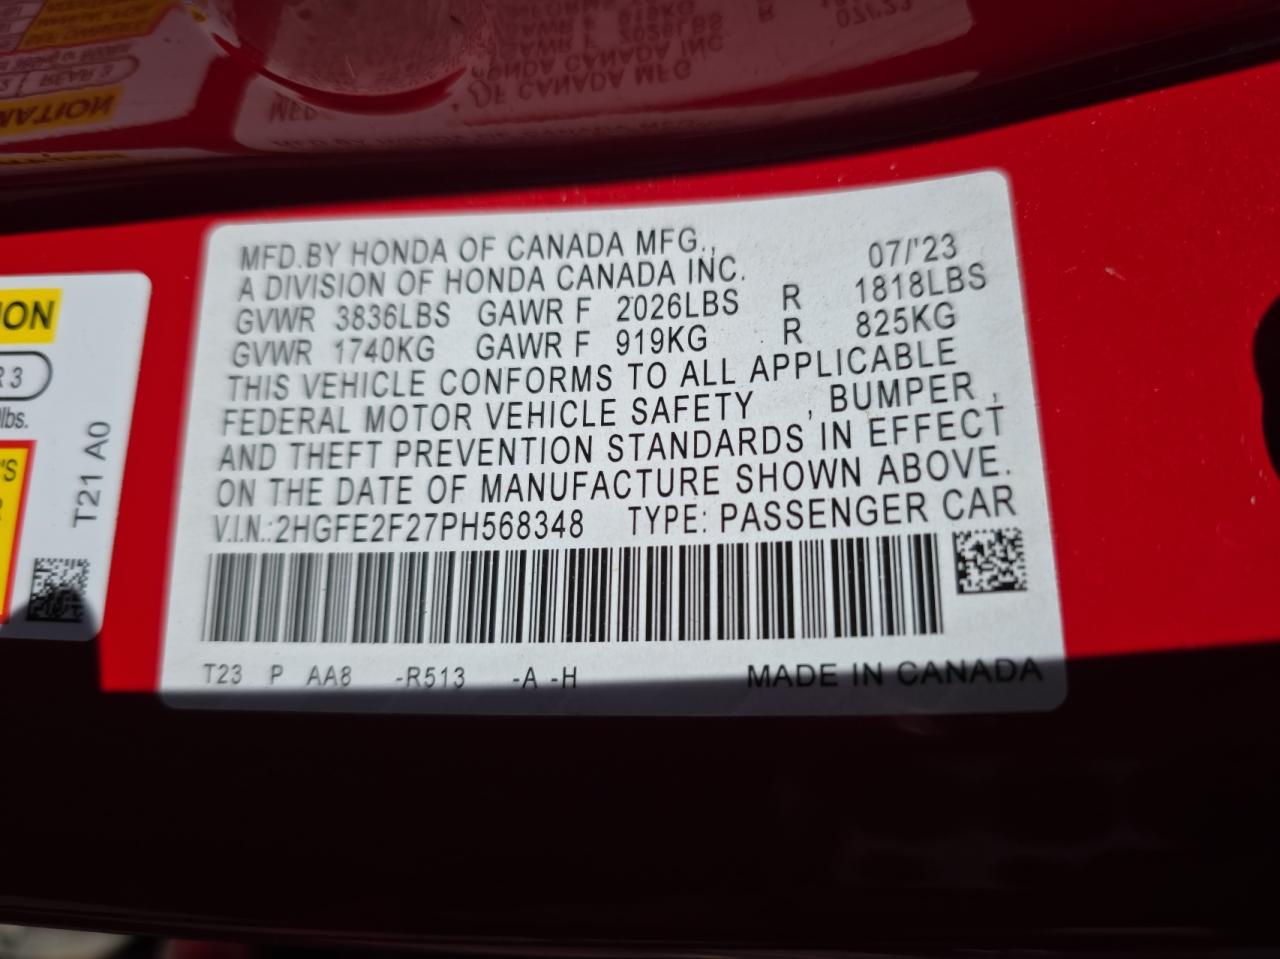 MFD.BY HONDA OF CANADA MFG.,
A DIVISION OF HONDA CANADA INC. 07/'23
GVWR 3836LBS GAWR F 2026LBS R 1818LBS
GVWR 1740KG GAWR F 919KG R 825KG
THIS VEHICLE CONFORMS TO ALL APPLICABLE
FEDERAL MOTOR VEHICLE SAFETY , BUMPER ,
AND THEFT PREVENTION STANDARDS IN EFFECT
ON THE DATE OF MANUFACTURE SHOWN ABOVE.
V.I.N.:2HGFE2F27PH568348 TYPE: PASSENGER CAR
T23 P AA8 -R513 -A -H MADE IN CANADA
ION
R 3
lbs.
'S
T21 A0